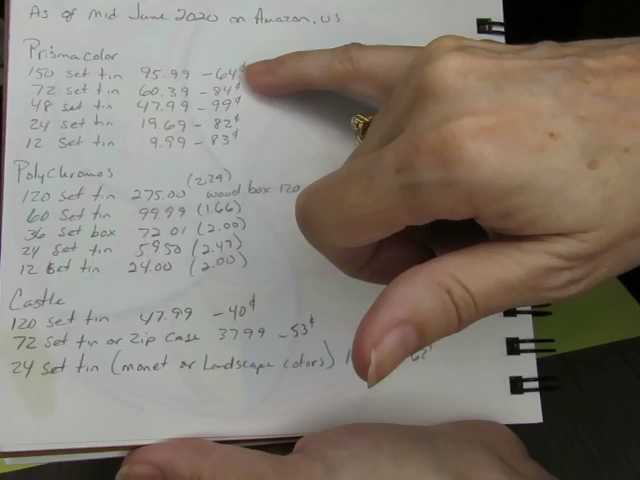 As of mid June 2020 on Amazon.us
Prismacolor
150 set tin 95.99 - 64¢
72 set tin 60.39 - 84¢
48 set tin 47.99 - 99¢
24 set tin 19.69 - 82¢
12 set tin 9.99 - 83¢
Polychromos
120 set tin 275.00 (2.29) wood box 120
60 set tin 99.99 (1.66)
36 set box 72.01 (2.00)
24 set tin 59.50 (2.47)
12 set tin 24.00 (2.00)
Castle
120 set tin 47.99 - 40¢
72 set tin or zip case 3799 - 53¢
24 set tin (monet or Landscape colors) 62¢